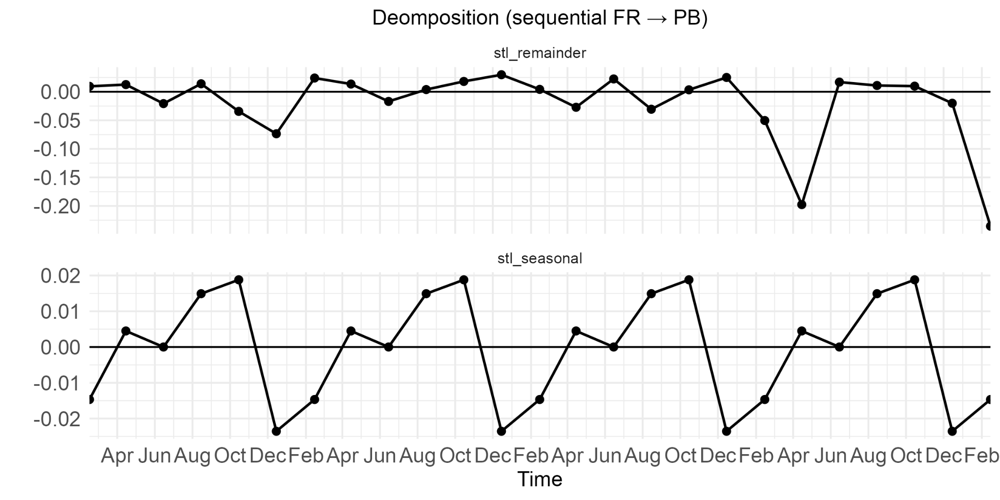 Deomposition (sequential FR → PB)
stl_remainder
0.00
-0.05
-0.10
-0.15
-0.20
stl_seasonal
0.02
0.01
0.00
-0.01
-0.02
Apr Jun Aug Oct Dec Feb Apr Jun Aug Oct Dec Feb Apr Jun Aug Oct Dec Feb Apr Jun Aug Oct Dec Feb
Time